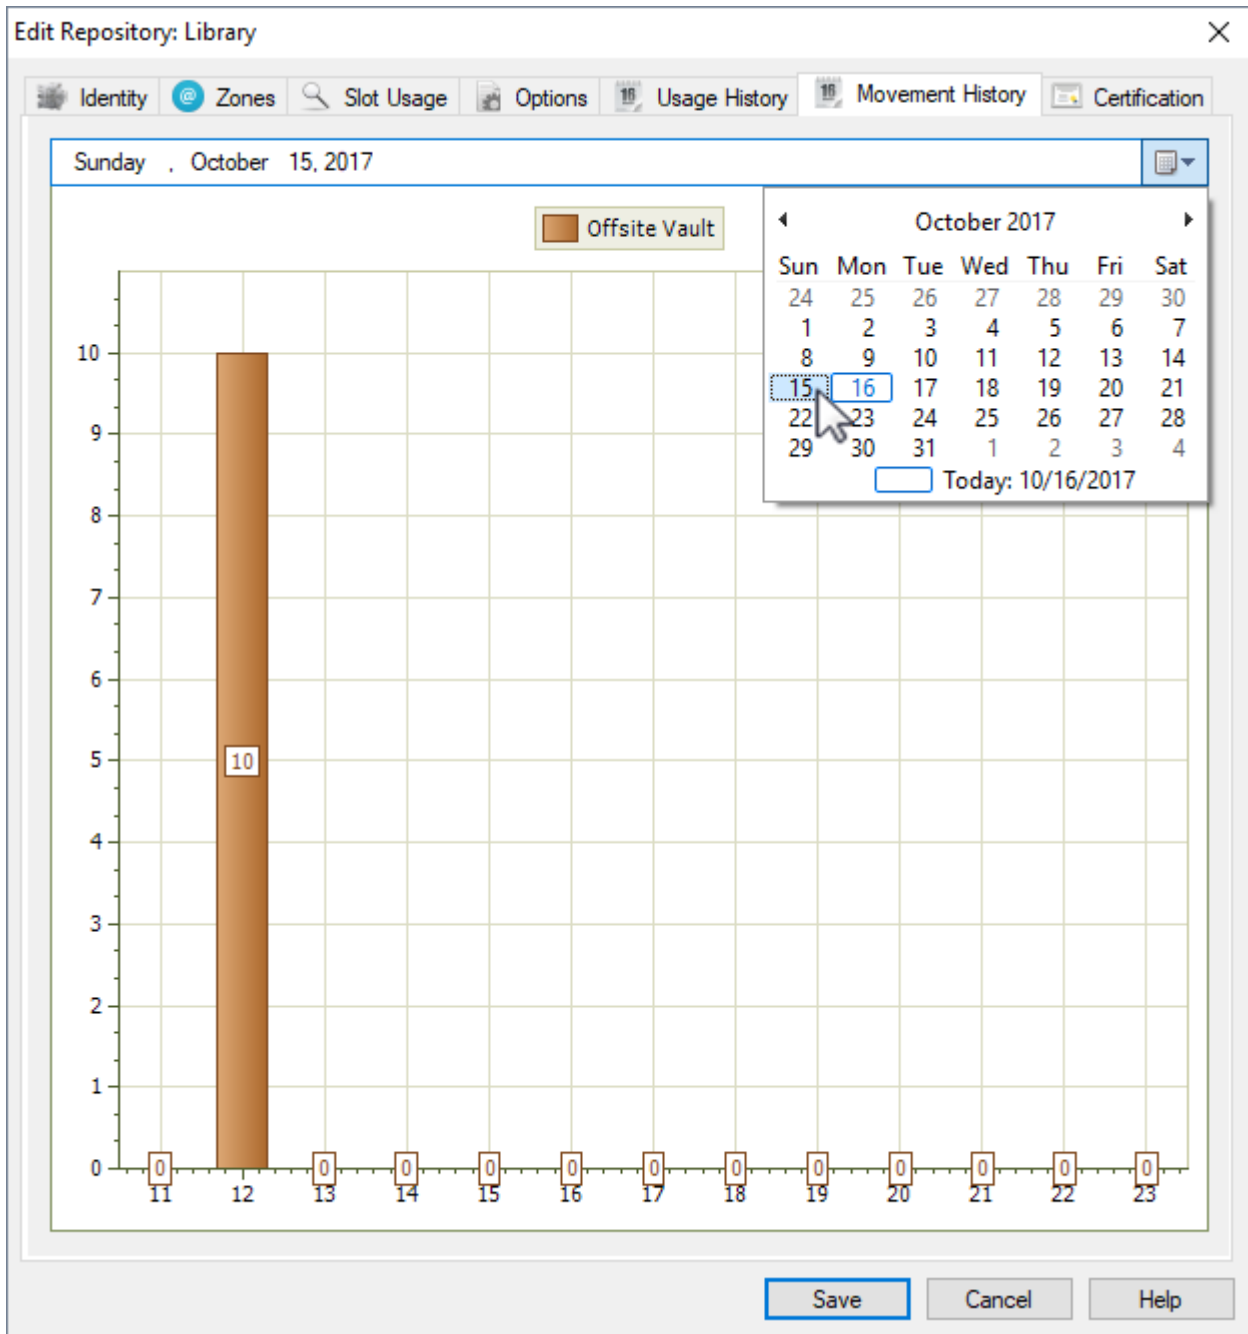 Edit Repository: Library
Identity @ Zones Slot Usage Options 16 Usage History 16 Movement History Certification
Sunday , October 15, 2017
Offsite Vault
October 2017
Sun Mon Tue Wed Thu Fri Sat
24 25 26 27 28 29 30
1 2 3 4 5 6 7
8 9 10 11 12 13 14
15 16 17 18 19 20 21
22 23 24 25 26 27 28
29 30 31 1 2 3 4
Today: 10/16/2017
10
9
8
7
6
5 10
4
3
2
1
0 0 0 0 0 0 0 0 0 0 0 0 0
11 12 13 14 15 16 17 18 19 20 21 22 23
Save Cancel Help